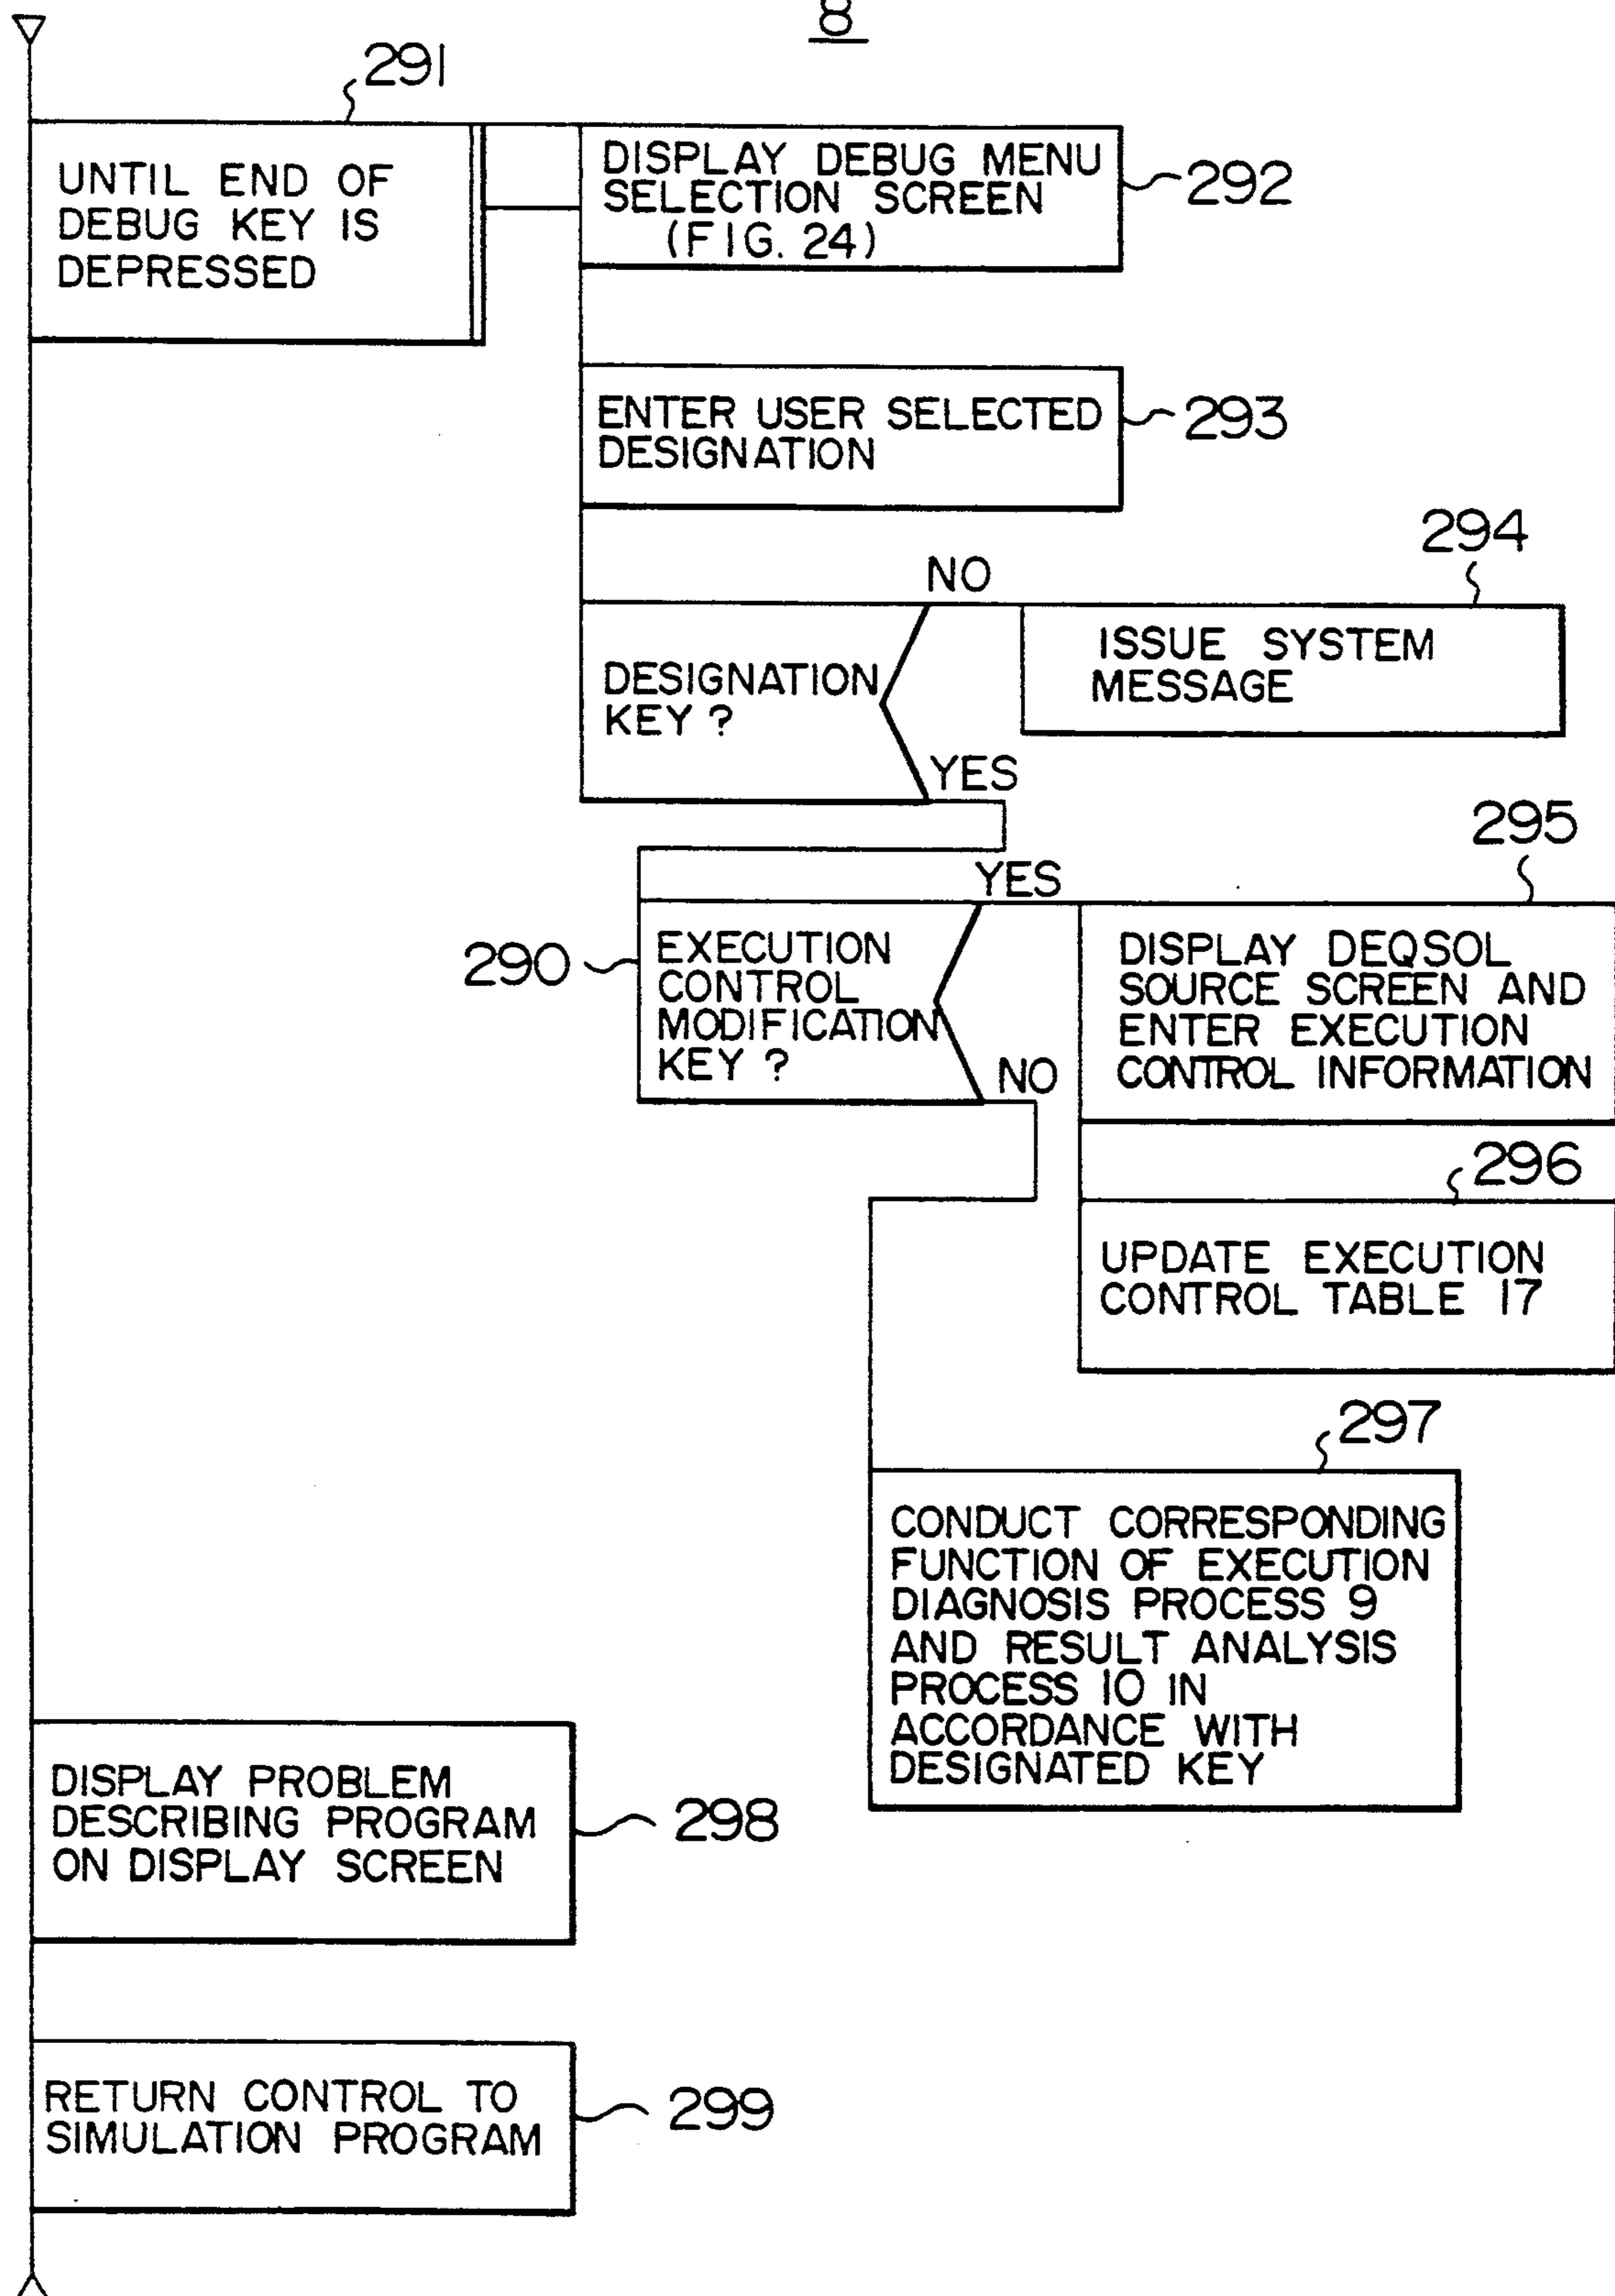 8
291
UNTIL END OF
DEBUG KEY IS
DEPRESSED
DISPLAY DEBUG MENU
SELECTION SCREEN
(FIG. 24)
292
ENTER USER SELECTED
DESIGNATION
293
NO
294
DESIGNATION
KEY ?
ISSUE SYSTEM
MESSAGE
YES
295
YES
290
EXECUTION
CONTROL
MODIFICATION
KEY ?
DISPLAY DEQSOL
SOURCE SCREEN AND
ENTER EXECUTION
CONTROL INFORMATION
NO
296
UPDATE EXECUTION
CONTROL TABLE 17
297
CONDUCT CORRESPONDING
FUNCTION OF EXECUTION
DIAGNOSIS PROCESS 9
AND RESULT ANALYSIS
PROCESS 10 IN
ACCORDANCE WITH
DESIGNATED KEY
DISPLAY PROBLEM
DESCRIBING PROGRAM
ON DISPLAY SCREEN
298
RETURN CONTROL TO
SIMULATION PROGRAM
299